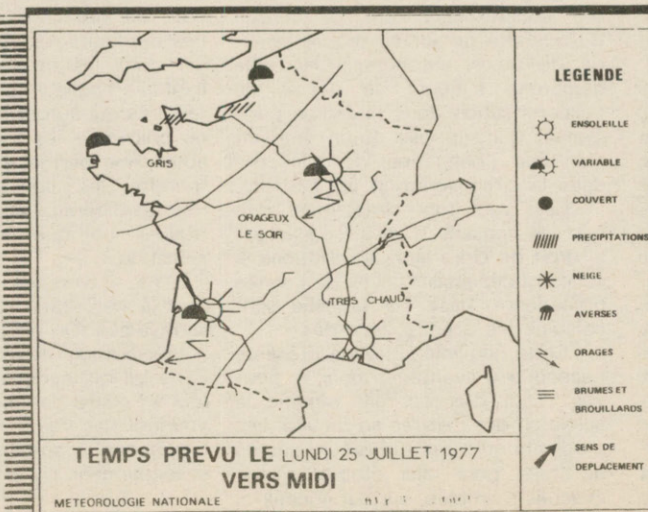 GRIS
ORAGEUX
LE SOIR
TRES CHAUD
TEMPS PREVU LE LUNDI 25 JUILLET 1977
VERS MIDI
METEOROLOGIE NATIONALE
LEGENDE
ENSOLEILLE
VARIABLE
COUVERT
PRECIPITATIONS
NEIGE
AVERSES
ORAGES
BRUMES ET
BROUILLARDS
SENS DE
DEPLACEMENT